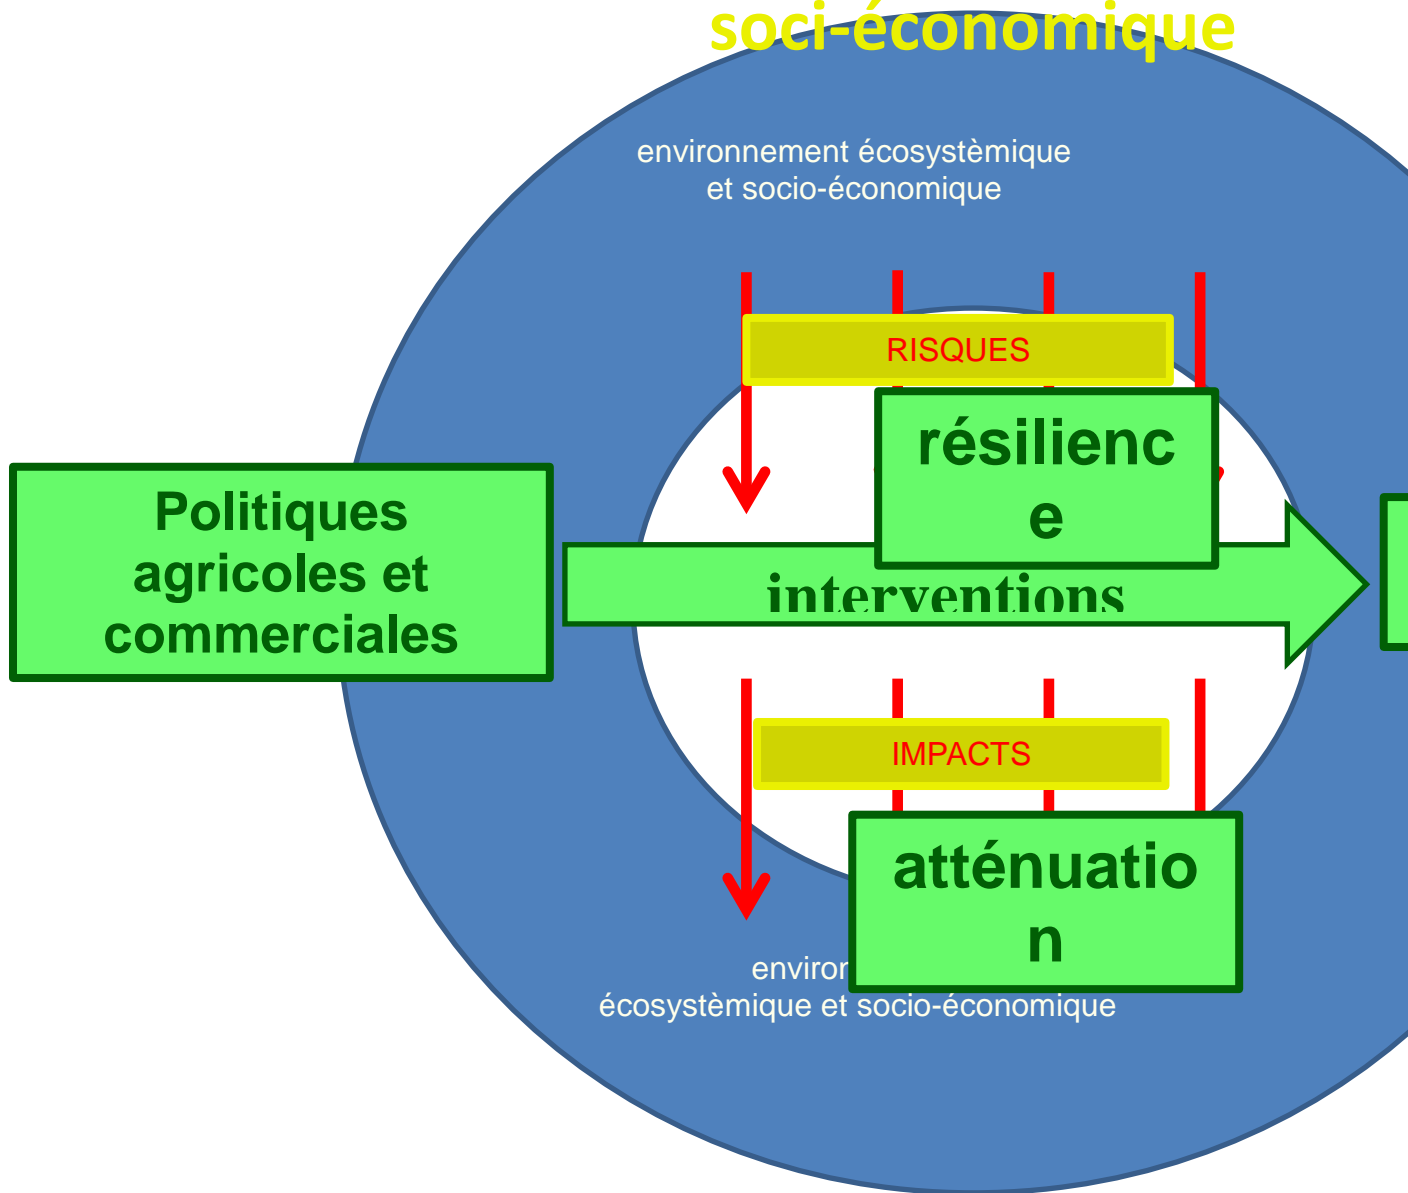 soci-économique
environnement écosystèmique
et socio-économique
RISQUES
résilienc
e
Politiques
agricoles et
commerciales
interventions
IMPACTS
atténuatio
n
environ
écosystèmique et socio-économique